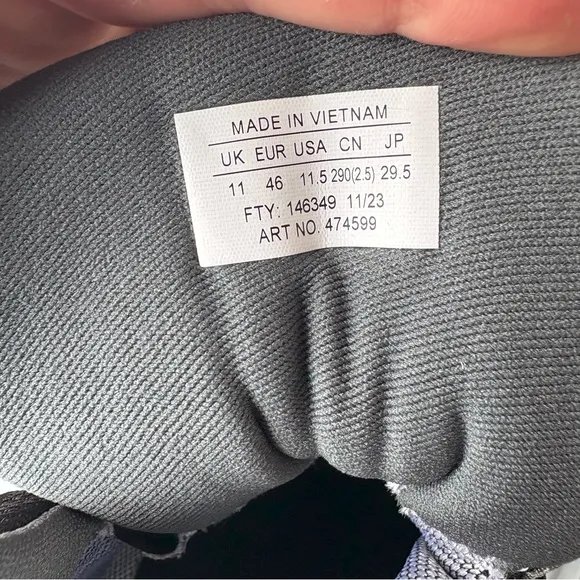 MADE IN VIETNAM
UK EUR USA CN JP
11 46 11.5 290(2.5) 29.5
FTY: 146349 11/23
ART NO. 474599